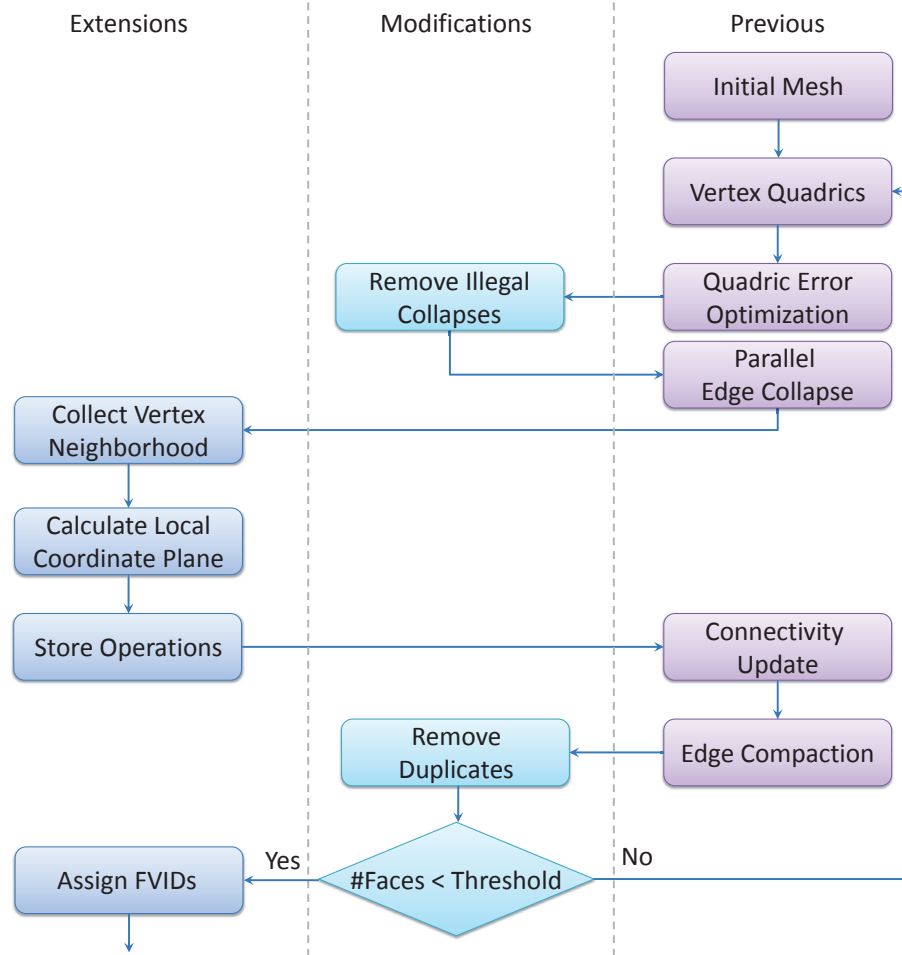 Extensions
Modifications
Previous
Initial Mesh
Vertex Quadrics
Remove Illegal
Collapses
Quadric Error
Optimization
Parallel
Edge Collapse
Collect Vertex
Neighborhood
Calculate Local
Coordinate Plane
Store Operations
Connectivity
Update
Remove
Duplicates
Edge Compaction
Assign FVIDs
Yes
#Faces < Threshold
No